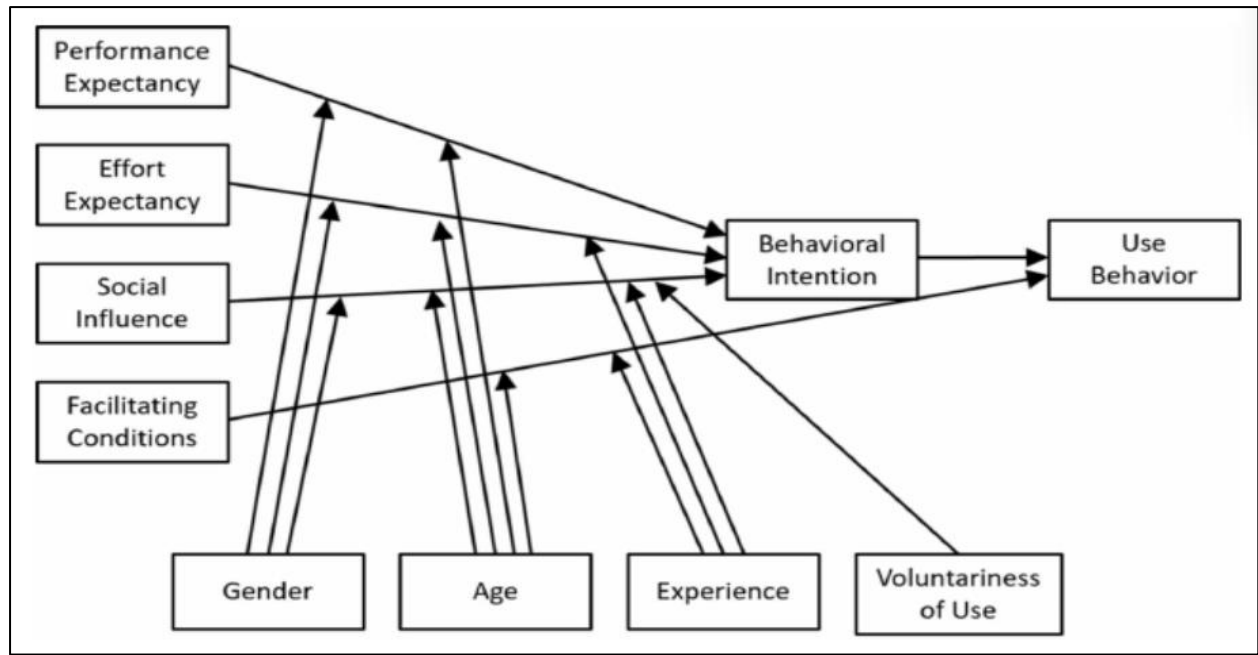 Performance
Expectancy
Effort
Expectancy
Social
Influence
Facilitating
Conditions
Behavioral
Intention
Use
Behavior
Gender
Age
Experience
Voluntariness
of Use